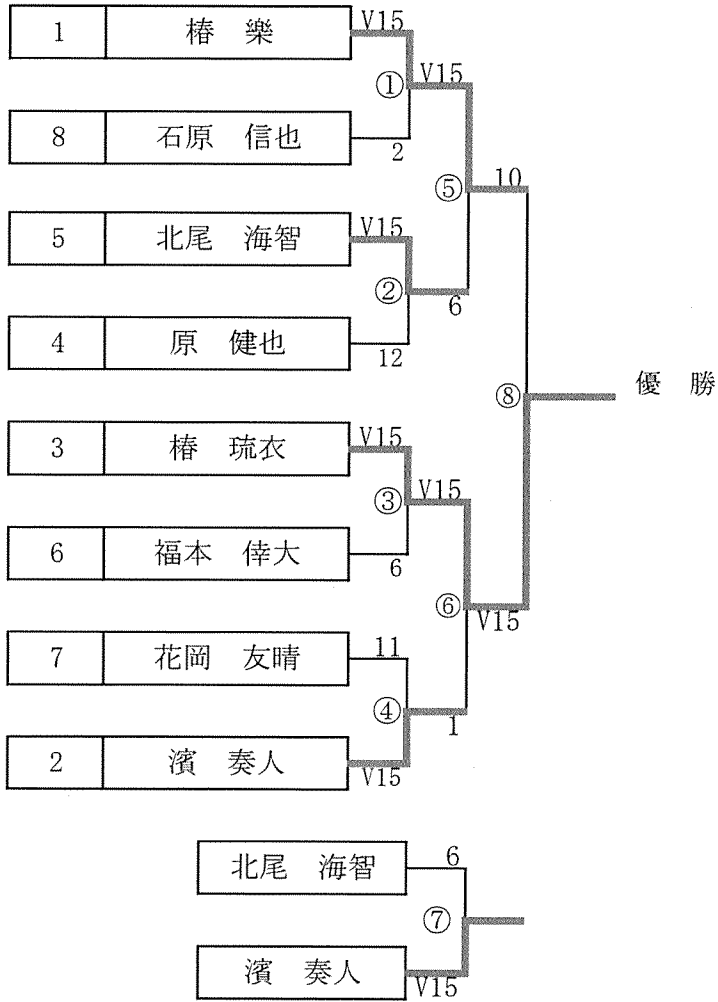 1 椿 樂 V15
① V15
8 石原 信也 2
⑤ 10
5 北尾 海智 V15
② 6
4 原 健也 12
⑧ 優 勝
3 椿 琉衣 V15
③ V15
6 福本 倖大 6
⑥ V15
7 花岡 友晴 11
④ 1
2 濱 奏人 V15
北尾 海智 6
⑦
濱 奏人 V15